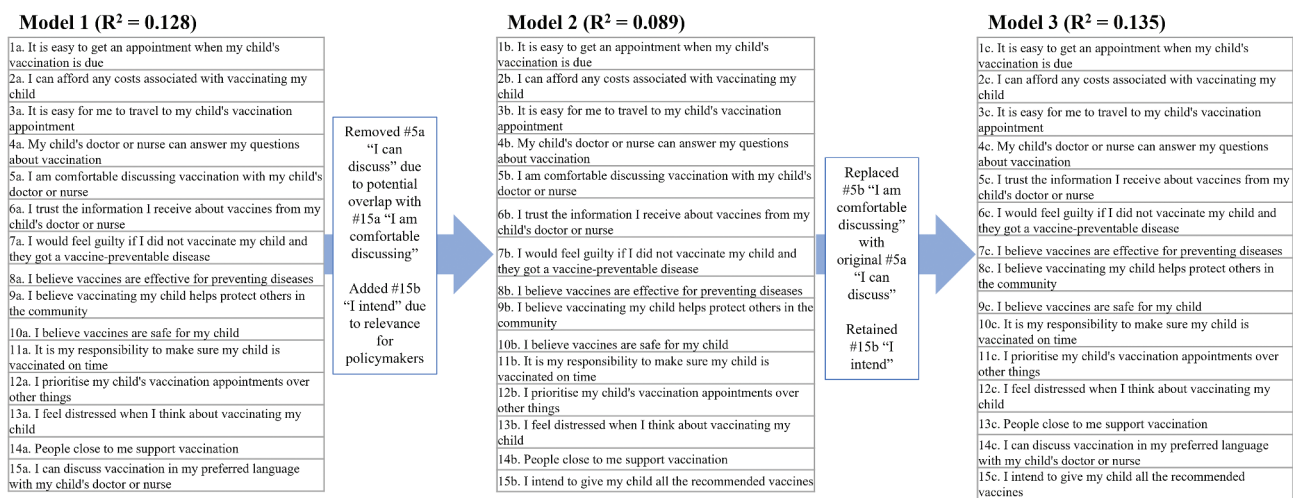 Model 1 (R² = 0.128)
1a. It is easy to get an appointment when my child's
vaccination is due
2a. I can afford any costs associated with vaccinating my
child
3a. It is easy for me to travel to my child's vaccination
appointment
4a. My child's doctor or nurse can answer my questions
about vaccination
5a. I am comfortable discussing vaccination with my child's
doctor or nurse
6a. I trust the information I receive about vaccines from my
child's doctor or nurse
7a. I would feel guilty if I did not vaccinate my child and
they got a vaccine-preventable disease
8a. I believe vaccines are effective for preventing diseases
9a. I believe vaccinating my child helps protect others in
the community
10a. I believe vaccines are safe for my child
11a. It is my responsibility to make sure my child is
vaccinated on time
12a. I prioritise my child's vaccination appointments over
other things
13a. I feel distressed when I think about vaccinating my
child
14a. People close to me support vaccination
15a. I can discuss vaccination in my preferred language
with my child's doctor or nurse
Removed #5a
“I can
discuss” due
to potential
overlap with
#15a “I am
comfortable
discussing”
Added #15b
“I intend” due
to relevance
for
policymakers
Model 2 (R² = 0.089)
1b. It is easy to get an appointment when my child's
vaccination is due
2b. I can afford any costs associated with vaccinating my
child
3b. It is easy for me to travel to my child's vaccination
appointment
4b. My child's doctor or nurse can answer my questions
about vaccination
5b. I am comfortable discussing vaccination with my child's
doctor or nurse
6b. I trust the information I receive about vaccines from my
child's doctor or nurse
7b. I would feel guilty if I did not vaccinate my child and
they got a vaccine-preventable disease
8b. I believe vaccines are effective for preventing diseases
9b. I believe vaccinating my child helps protect others in the
community
10b. I believe vaccines are safe for my child
11b. It is my responsibility to make sure my child is
vaccinated on time
12b. I prioritise my child's vaccination appointments over
other things
13b. I feel distressed when I think about vaccinating my
child
14b. People close to me support vaccination
15b. I intend to give my child all the recommended vaccines
Replaced
#5b “I am
comfortable
discussing”
with
original #5a
“I can
discuss”
Retained
#15b “I
intend”
Model 3 (R² = 0.135)
1c. It is easy to get an appointment when my child's
vaccination is due
2c. I can afford any costs associated with vaccinating my
child
3c. It is easy for me to travel to my child's vaccination
appointment
4c. My child's doctor or nurse can answer my questions
about vaccination
5c. I trust the information I receive about vaccines from my
child's doctor or nurse
6c. I would feel guilty if I did not vaccinate my child and
they got a vaccine-preventable disease
7c. I believe vaccines are effective for preventing diseases
8c. I believe vaccinating my child helps protect others in
the community
9c. I believe vaccines are safe for my child
10c. It is my responsibility to make sure my child is
vaccinated on time
11c. I prioritise my child's vaccination appointments over
other things
12c. I feel distressed when I think about vaccinating my
child
13c. People close to me support vaccination
14c. I can discuss vaccination in my preferred language
with my child's doctor or nurse
15c. I intend to give my child all the recommended
vaccines